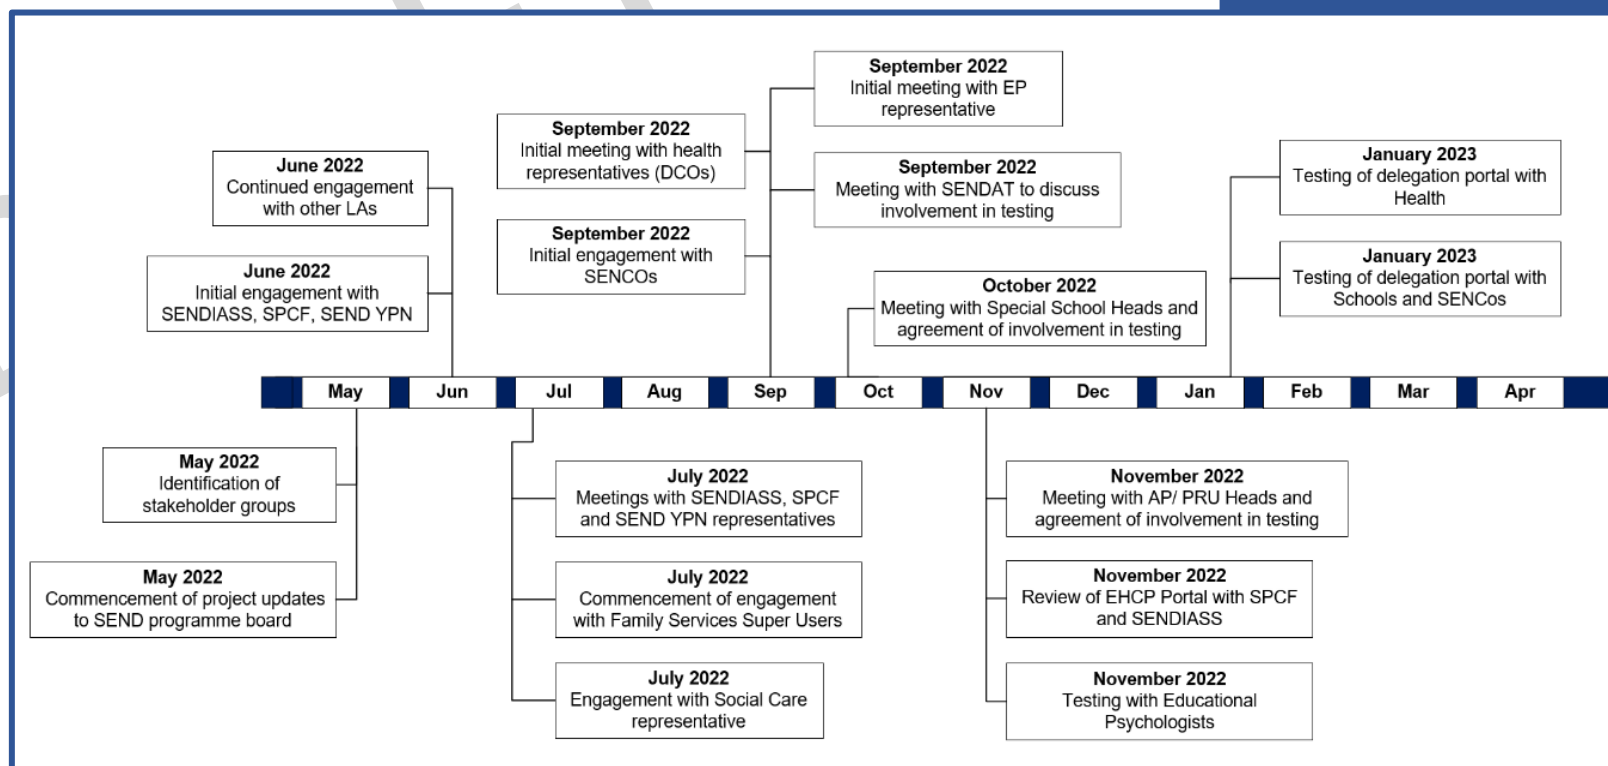 September 2022
Initial meeting with EP
representative
September 2022
Initial meeting with health
representatives (DCOs)
June 2022
Continued engagement
with other LAs
September 2022
Meeting with SENDAT to discuss
involvement in testing
January 2023
Testing of delegation portal with
Health
September 2022
Initial engagement with
SENCOs
June 2022
Initial engagement with
SENDIASS, SPCF, SEND YPN
October 2022
Meeting with Special School Heads and
agreement of involvement in testing
January 2023
Testing of delegation portal with
Schools and SENCos
May Jun Jul Aug Sep Oct Nov Dec Jan Feb Mar Apr
May 2022
Identification of
stakeholder groups
July 2022
Meetings with SENDIASS, SPCF
and SEND YPN representatives
November 2022
Meeting with AP/ PRU Heads and
agreement of involvement in testing
May 2022
Commencement of project updates
to SEND programme board
July 2022
Commencement of engagement
with Family Services Super Users
November 2022
Review of EHCP Portal with SPCF
and SENDIASS
July 2022
Engagement with Social Care
representative
November 2022
Testing with Educational
Psychologists